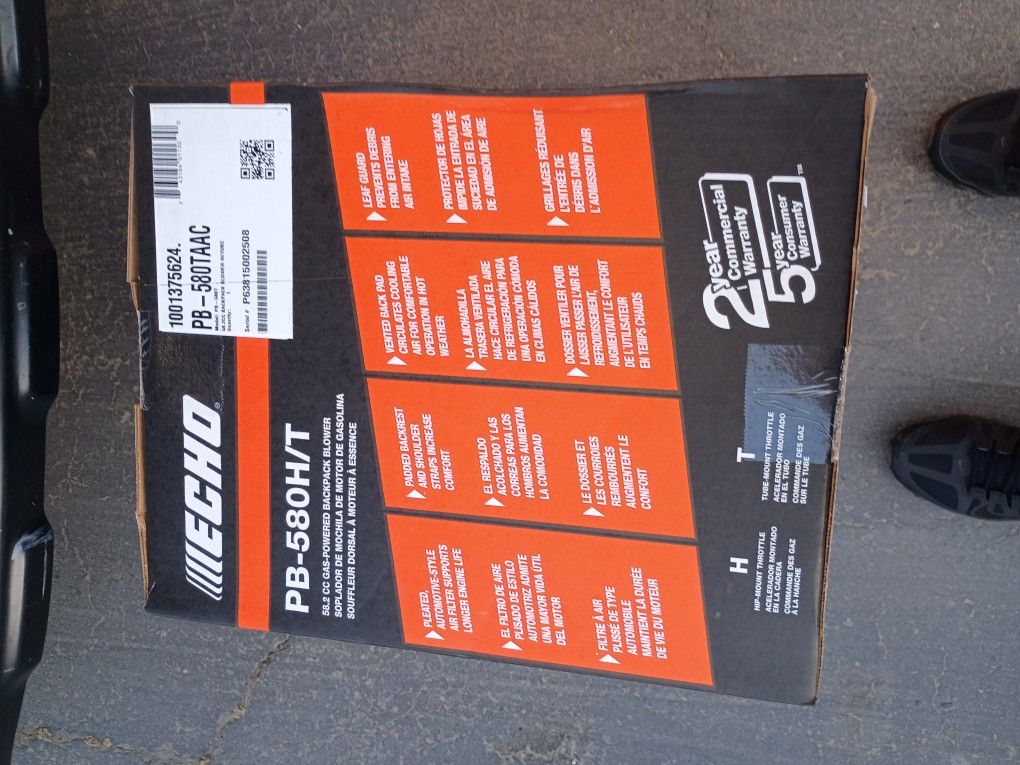 ECHO
1001375624.
PB-580TAAC
Quantity: 1
Serial # P63815002508
PB-580H/T
58.2 CC GAS-POWERED BACKPACK BLOWER
SOPLADOR DE MOCHILA DE MOTOR DE GASOLINA
SOUFFLEUR DORSAL À MOTEUR À ESSENCE
PLEATED,
AUTOMOTIVE-STYLE
AIR FILTER SUPPORTS
LONGER ENGINE LIFE
EL FILTRO DE AIRE
PLISADO DE ESTILO
AUTOMOTRIZ ADMITE
UNA MAYOR VIDA ÚTIL
DEL MOTOR
FILTRE À AIR
PLISSÉ DE TYPE
AUTOMOBILE
MAINTIENT LA DURÉE
DE VIE DU MOTEUR
PADDED BACKREST
AND SHOULDER
STRAPS INCREASE
COMFORT
EL RESPALDO
ACOLCHADO Y LAS
CORREAS PARA LOS
HOMBROS AUMENTAN
LA COMODIDAD
LE DOSSIER ET
LES COURROIES
REMBOURRÉS
AUGMENTENT LE
CONFORT
VENTED BACK PAD
CIRCULATES COOLING
AIR FOR COMFORTABLE
OPERATION IN HOT
WEATHER
LA ALMOHADILLA
TRASERA VENTILADA
HACE CIRCULAR EL AIRE
DE REFRIGERACIÓN PARA
UNA OPERACIÓN CÓMODA
EN CLIMAS CÁLIDOS
DOSSIER VENTILER POUR
LAISSER PASSER L'AIR DE
REFROIDISSEMENT,
AUGMENTANT LE CONFORT
DE L'UTILISATEUR
EN TEMPS CHAUDS
LEAF GUARD
PREVENTS DEBRIS
FROM ENTERING
AIR INTAKE
PROTECTOR DE HOJAS
IMPIDE LA ENTRADA DE
SUCIEDAD EN EL ÁREA
DE ADMISIÓN DE AIRE
GRILLAGES RÉDUISANT
L'ENTRÉE DE
DÉBRIS DANS
L'ADMISSION D'AIR
H
HIP-MOUNT THROTTLE
ACELERADOR MONTADO
EN LA CADERA
COMMANDE DES GAZ
À LA HANCHE
T
TUBE-MOUNT THROTTLE
ACELERADOR MONTADO
EN EL TUBO
COMMANDE DES GAZ
SUR LE TUBE
2 year
Commercial
Warranty
5 year
Consumer
Warranty
TM